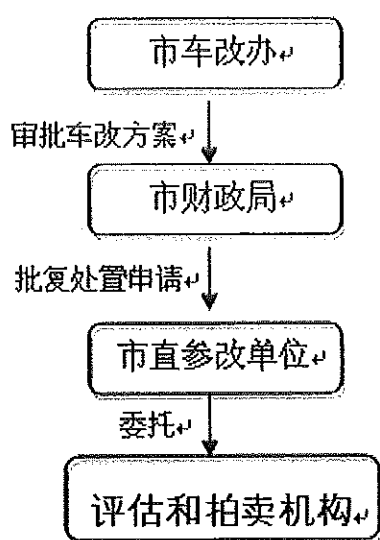 市车改办
审批车改方案
市财政局
批复处置申请
市直参改单位
委托
评估和拍卖机构